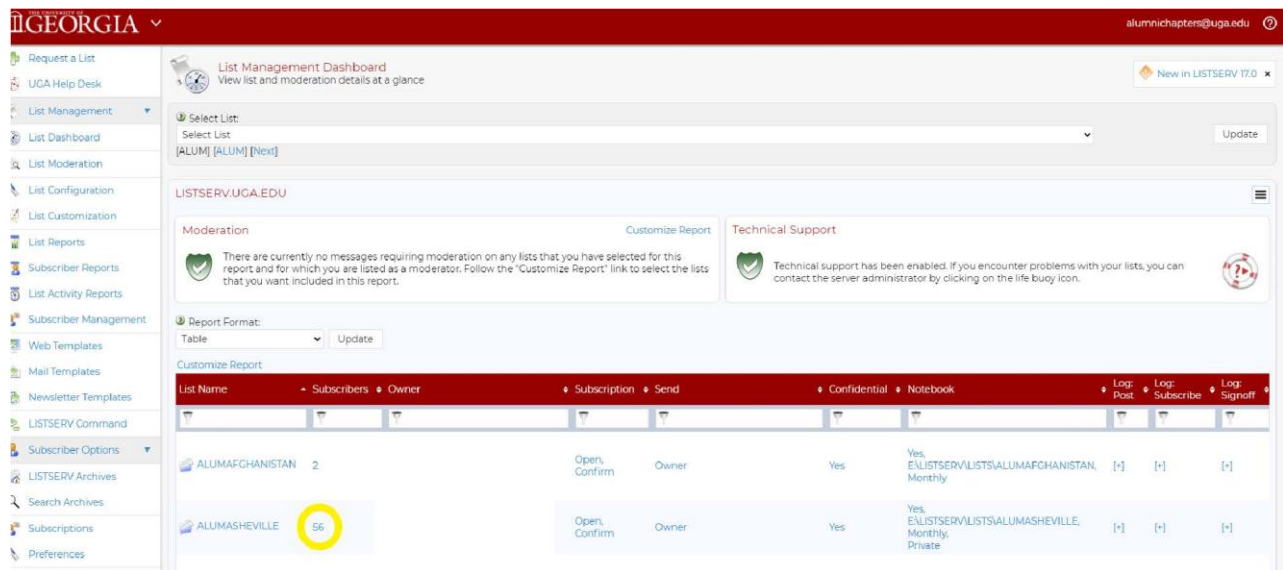 THE UNIVERSITY OF
GEORGIA
alumnichapters@uga.edu
Request a List
UGA Help Desk
List Management
List Dashboard
List Moderation
List Configuration
List Customization
List Reports
Subscriber Reports
List Activity Reports
Subscriber Management
Web Templates
Mail Templates
Newsletter Templates
LISTSERV Command
Subscriber Options
LISTSERV Archives
Search Archives
Subscriptions
Preferences
List Management Dashboard
View list and moderation details at a glance
New in LISTSERV 17.0 ×
Select List:
Select List
Update
[ALUM] [ALUM] [Next]
LISTSERV.UGA.EDU
Moderation
Customize Report
There are currently no messages requiring moderation on any lists that you have selected for this
report and for which you are listed as a moderator. Follow the "Customize Report" link to select the lists
that you want included in this report.
Technical Support
Technical support has been enabled. If you encounter problems with your lists, you can
contact the server administrator by clicking on the life buoy icon.
Report Format:
Table
Update
Customize Report
List Name Subscribers Owner Subscription Send Confidential Notebook Log: Post Log: Subscribe Log: Signoff
ALUMAFGHANISTAN 2
Open,
Confirm
Owner
Yes
Yes,
E:\LISTSERV\LISTS\ALUMAFGHANISTAN,
Monthly
[+] [+] [+]
ALUMASHEVILLE 56
Open,
Confirm
Owner
Yes
Yes,
E:\LISTSERV\LISTS\ALUMASHEVILLE,
Monthly,
Private
[+] [+] [+]